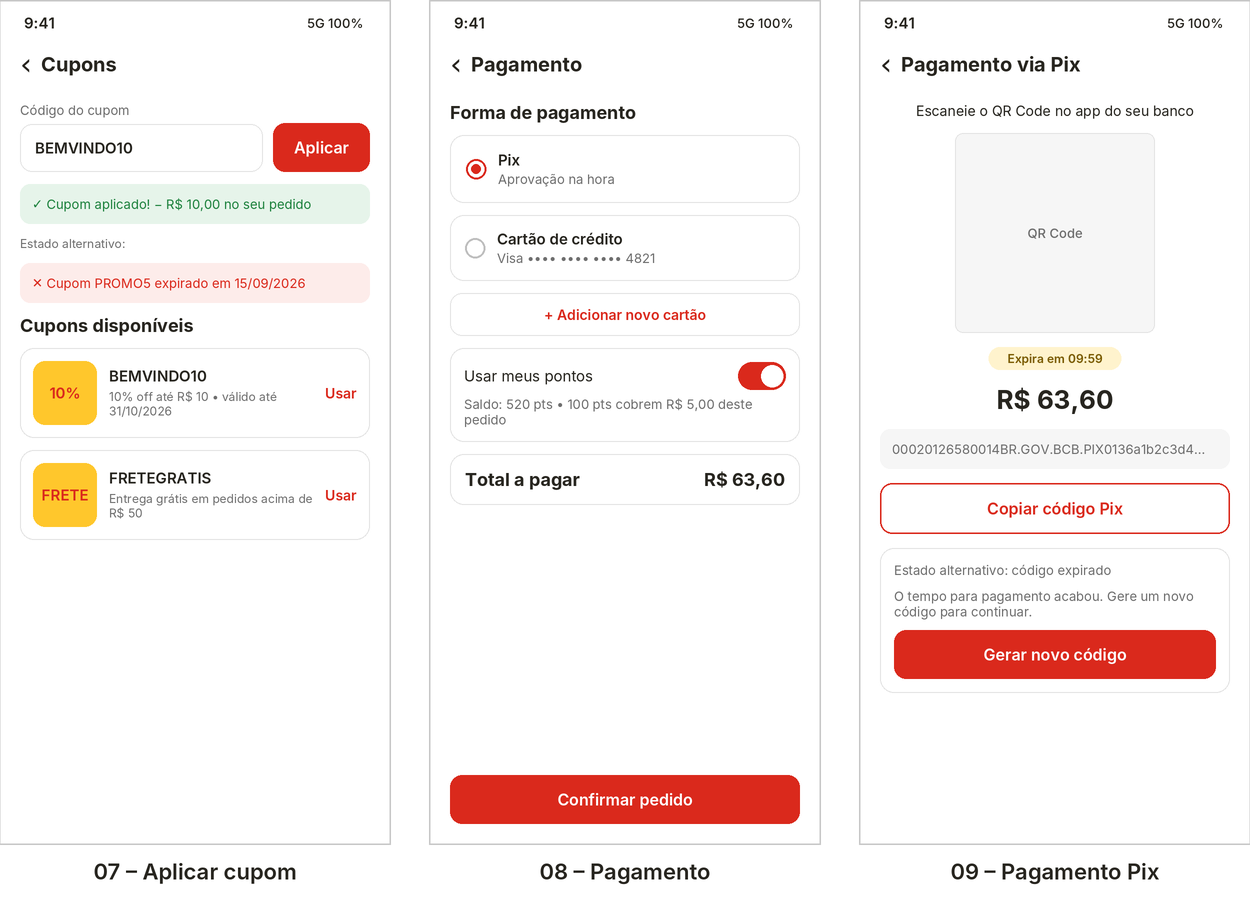 9:41
5G 100%
‹ Cupons
Código do cupom
BEMVINDO10
Aplicar
✓ Cupom aplicado! – R$ 10,00 no seu pedido
Estado alternativo:
✕ Cupom PROMO5 expirado em 15/09/2026
Cupons disponíveis
10%
BEMVINDO10
10% off até R$ 10 • válido até
31/10/2026
Usar
FRETE
FRETEGRATIS
Entrega grátis em pedidos acima de
R$ 50
Usar
07 – Aplicar cupom
9:41
5G 100%
‹ Pagamento
Forma de pagamento
Pix
Aprovação na hora
Cartão de crédito
Visa •••• •••• •••• 4821
+ Adicionar novo cartão
Usar meus pontos
Saldo: 520 pts • 100 pts cobrem R$ 5,00 deste
pedido
Total a pagar
R$ 63,60
Confirmar pedido
08 – Pagamento
9:41
5G 100%
‹ Pagamento via Pix
Escaneie o QR Code no app do seu banco
QR Code
Expira em 09:59
R$ 63,60
00020126580014BR.GOV.BCB.PIX0136a1b2c3d4...
Copiar código Pix
Estado alternativo: código expirado
O tempo para pagamento acabou. Gere um novo
código para continuar.
Gerar novo código
09 – Pagamento Pix